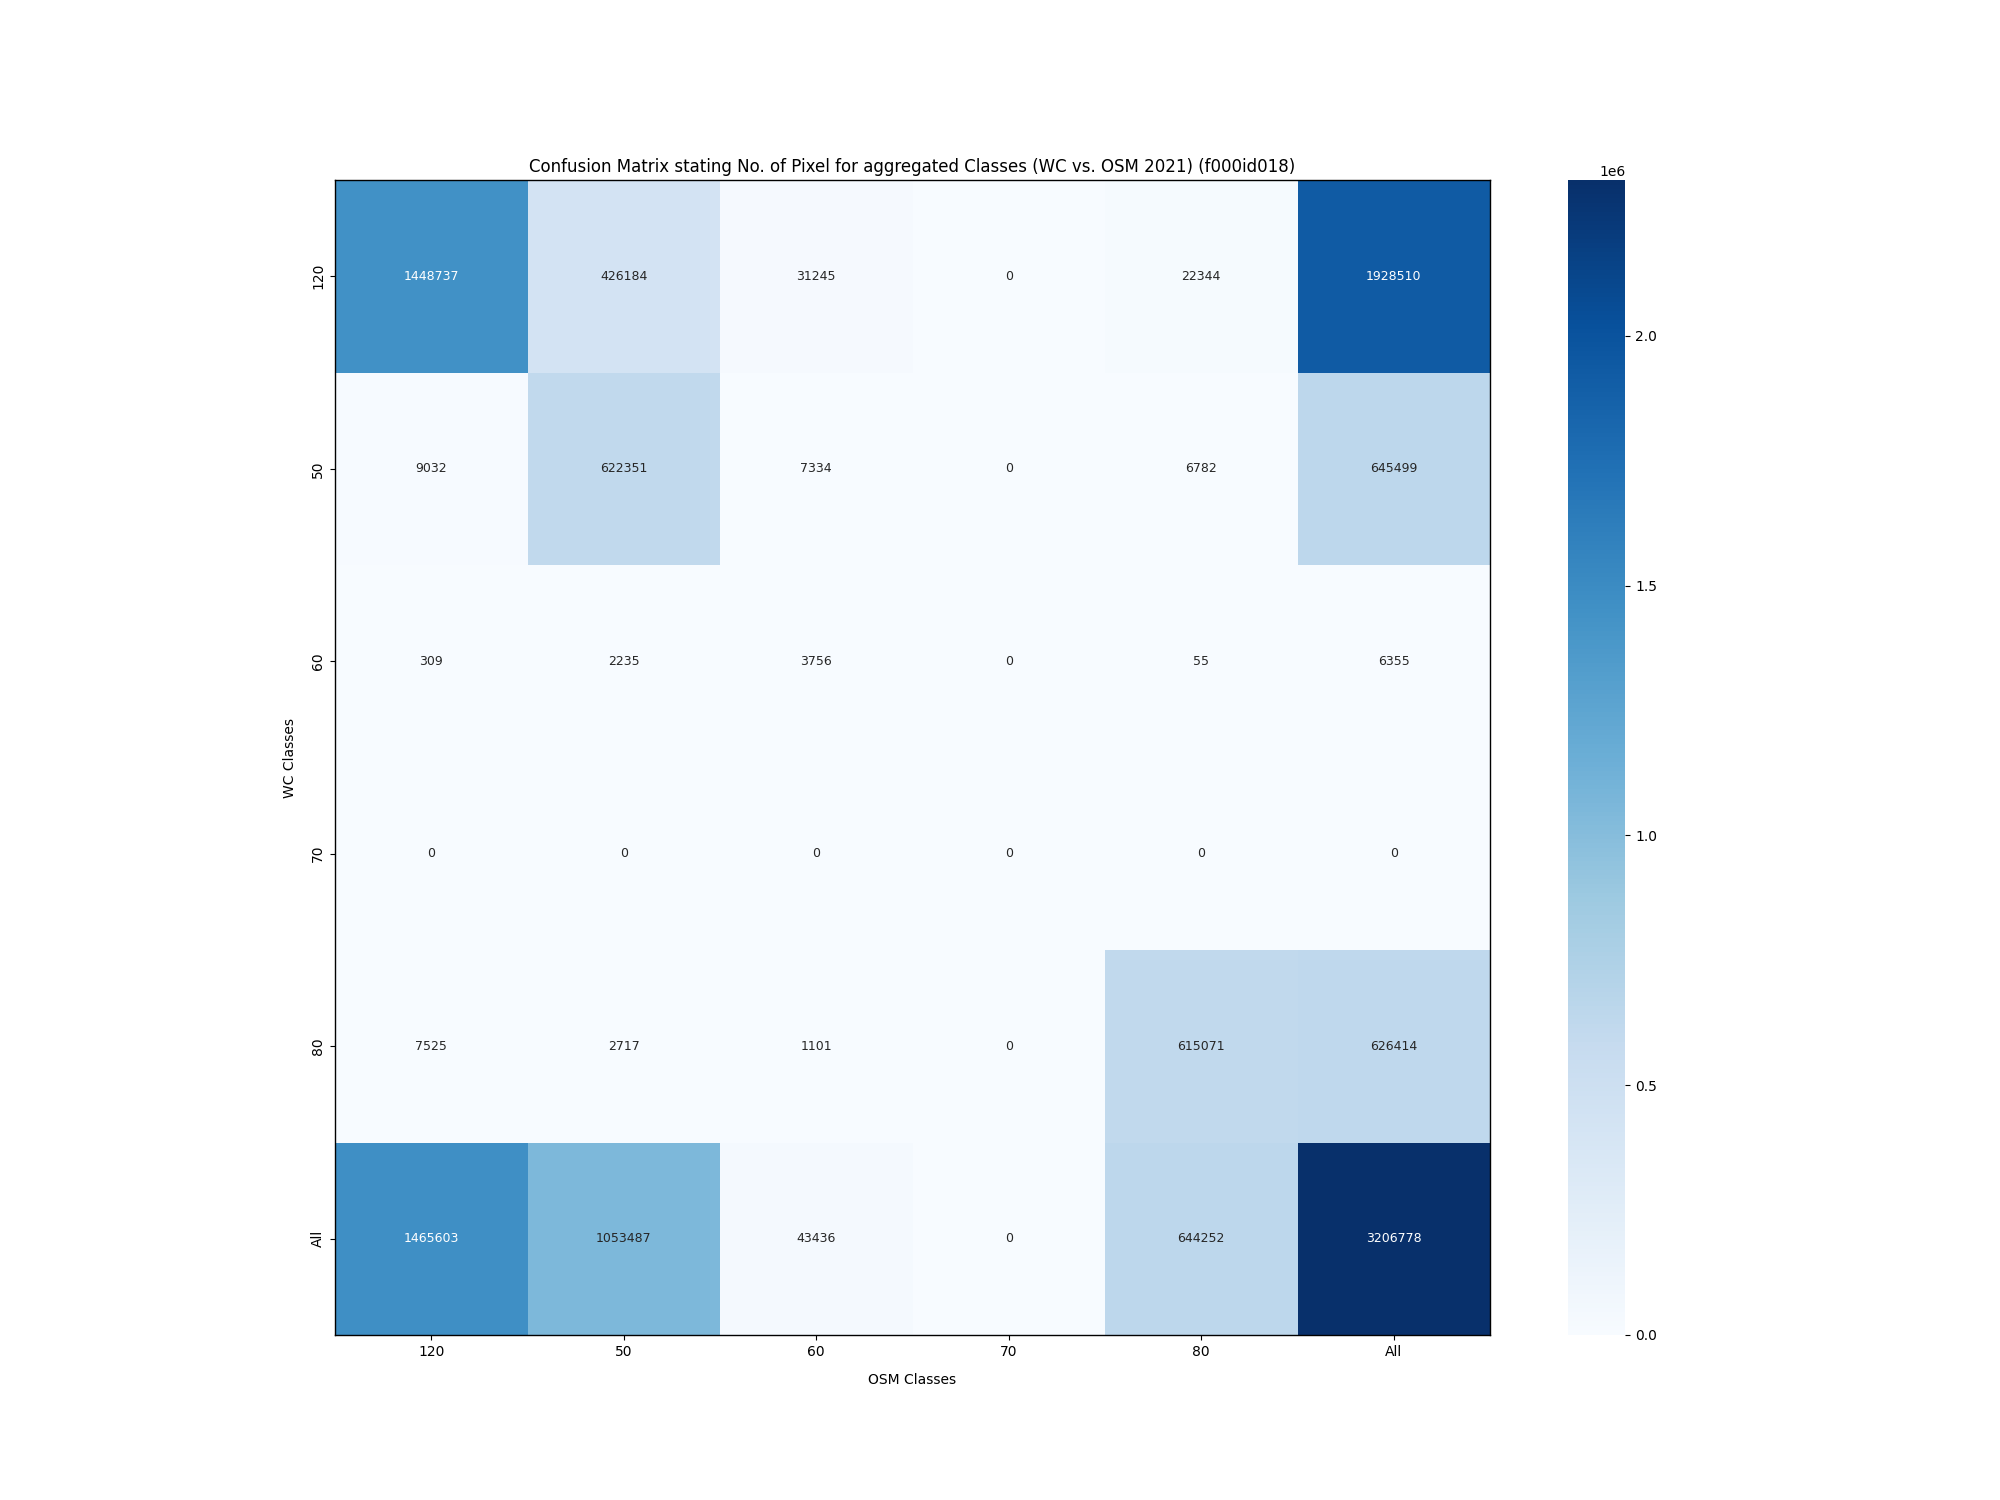 Confusion Matrix stating No. of Pixel for aggregated Classes (WC vs. OSM 2021) (f000id018)
1e6
120 1448737 426184 31245 0 22344 1928510
2.0
50 9032 622351 7334 0 6782 645499
1.5
60 309 2235 3756 0 55 6355
WC Classes
1.0
70 0 0 0 0 0 0
80 7525 2717 1101 0 615071 626414
0.5
All 1465603 1053487 43436 0 644252 3206778
0.0
120 50 60 70 80 All
OSM Classes